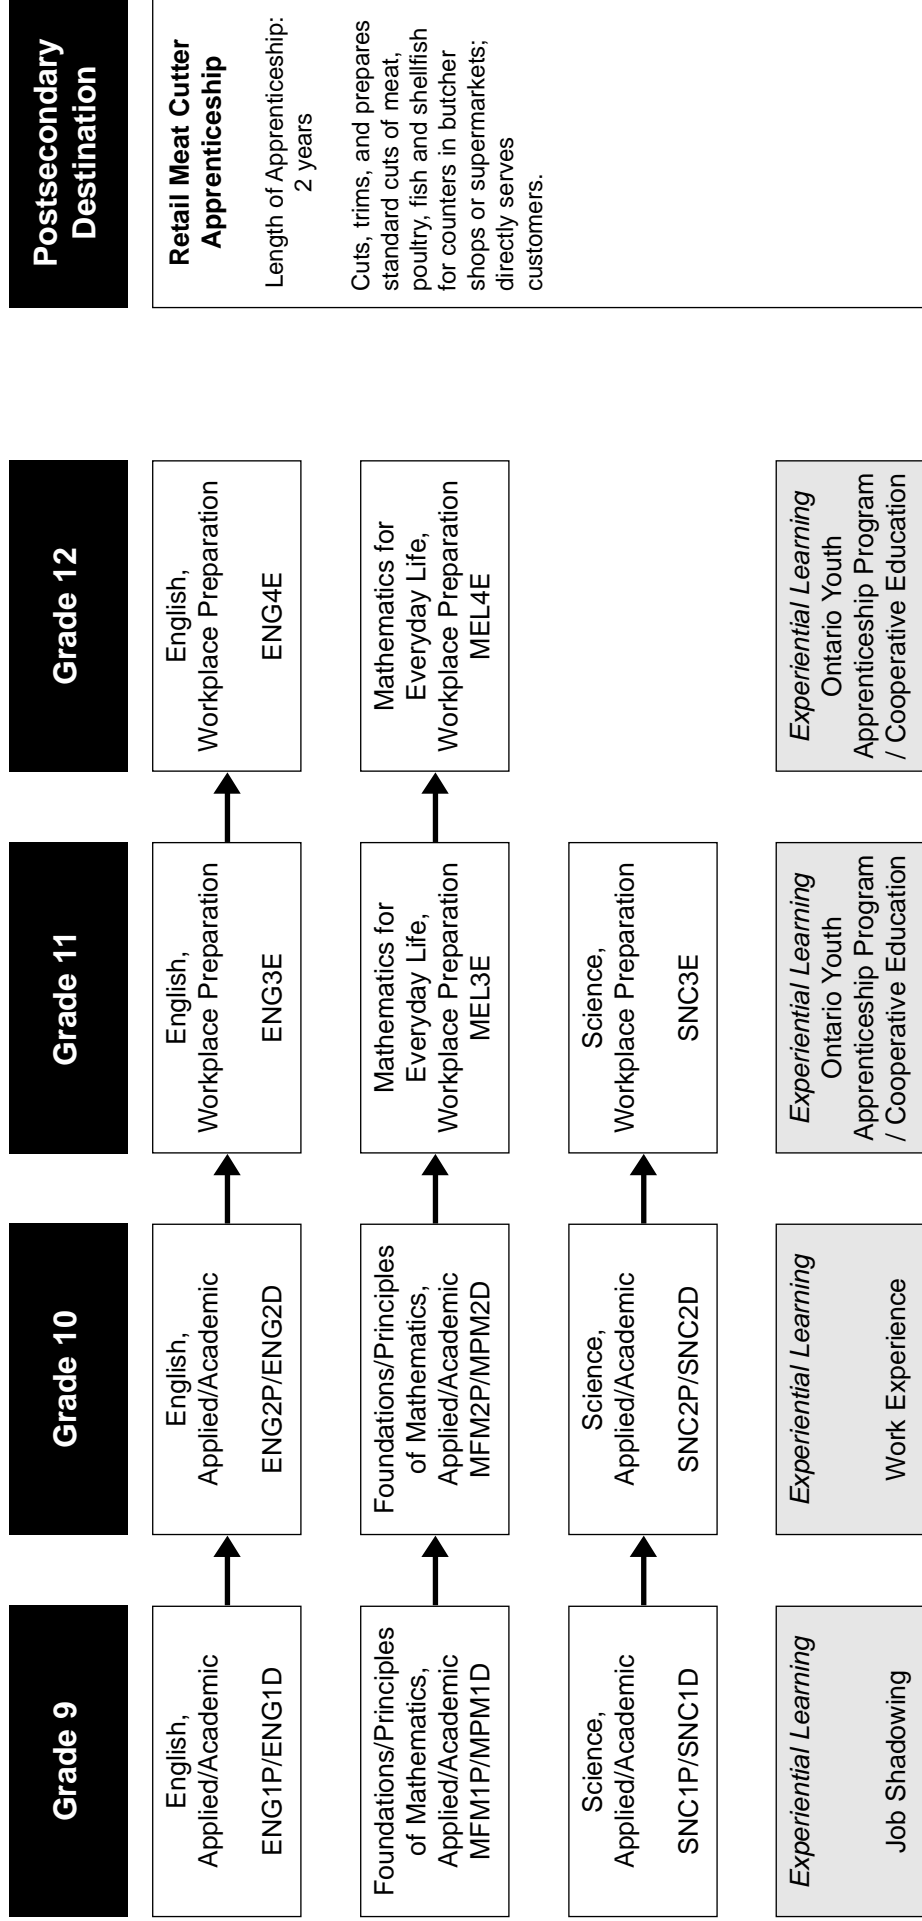 Grade 9
Grade 10
Grade 11
Grade 12
Postsecondary
Destination
English,
Applied/Academic
ENG1P/ENG1D
English,
Applied/Academic
ENG2P/ENG2D
English,
Workplace Preparation
ENG3E
English,
Workplace Preparation
ENG4E
Retail Meat Cutter
Apprenticeship
Length of Apprenticeship:
2 years
Cuts, trims, and prepares
standard cuts of meat,
poultry, fish and shellfish
for counters in butcher
shops or supermarkets;
directly serves
customers.
Foundations/Principles
of Mathematics,
Applied/Academic
MFM1P/MPM1D
Foundations/Principles
of Mathematics,
Applied/Academic
MFM2P/MPM2D
Mathematics for
Everyday Life,
Workplace Preparation
MEL3E
Mathematics for
Everyday Life,
Workplace Preparation
MEL4E
Science,
Applied/Academic
SNC1P/SNC1D
Science,
Applied/Academic
SNC2P/SNC2D
Science,
Workplace Preparation
SNC3E
Experiential Learning
Job Shadowing
Experiential Learning
Work Experience
Experiential Learning
Ontario Youth
Apprenticeship Program
/ Cooperative Education
Experiential Learning
Ontario Youth
Apprenticeship Program
/ Cooperative Education